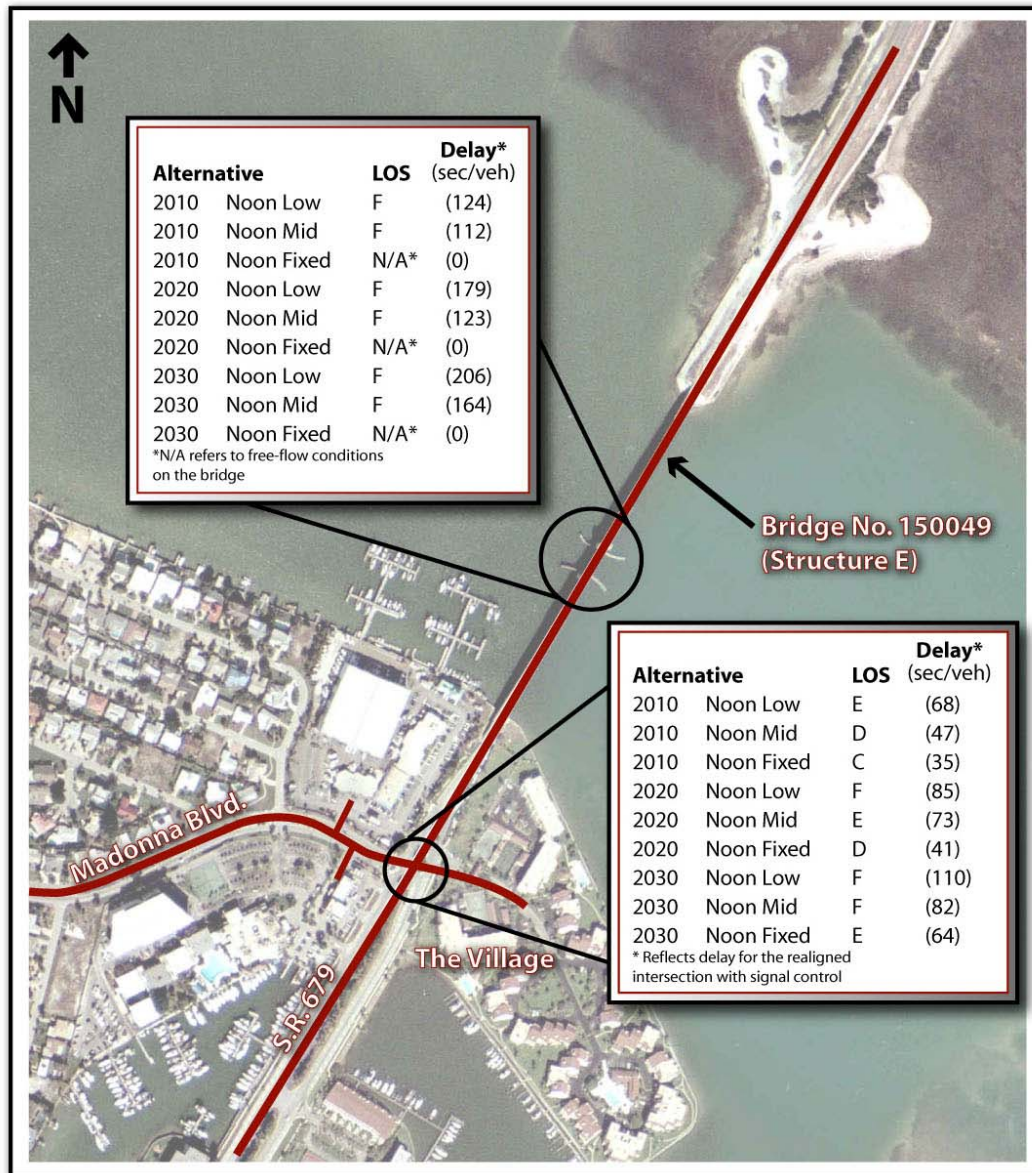 N
Alternative LOS Delay* (sec/veh)
2010 Noon Low F (124)
2010 Noon Mid F (112)
2010 Noon Fixed N/A* (0)
2020 Noon Low F (179)
2020 Noon Mid F (123)
2020 Noon Fixed N/A* (0)
2030 Noon Low F (206)
2030 Noon Mid F (164)
2030 Noon Fixed N/A* (0)
*N/A refers to free-flow conditions
on the bridge
Bridge No. 150049
(Structure E)
Alternative LOS Delay* (sec/veh)
2010 Noon Low E (68)
2010 Noon Mid D (47)
2010 Noon Fixed C (35)
2020 Noon Low F (85)
2020 Noon Mid E (73)
2020 Noon Fixed D (41)
2030 Noon Low F (110)
2030 Noon Mid F (82)
2030 Noon Fixed E (64)
* Reflects delay for the realigned
intersection with signal control
Madonna Blvd.
The Village
S.R. 679